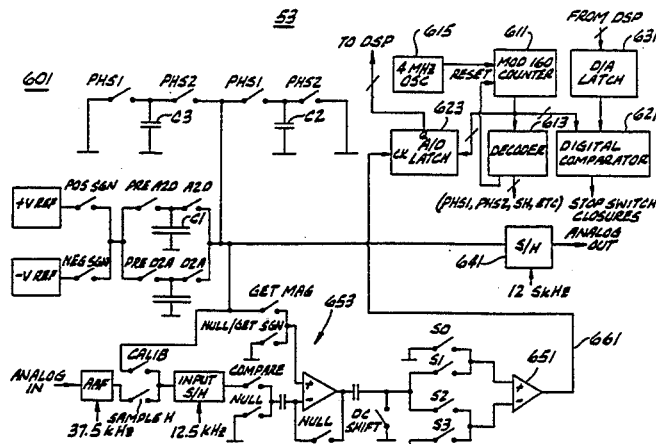 53
601
PHS1
PHS2
PHS1
PHS2
C3
C2
TO DSP
615
4 MHZ OSC
RESET
611
MOD 160 COUNTER
FROM DSP
631
D/A LATCH
623
CK
Q
A/D LATCH
613
DECODER
621
DIGITAL COMPARATOR
(PHS1, PHS2, SH, ETC)
STOP SWITCH CLOSURES
+V REF
POS SGN
PRE A2D
A2D
C1
-V REF
NEG SGN
PRE D2A
D2A
S/H
641
ANALOG OUT
12.5KHZ
GET MAG
653
NULL/GET SGN
CALIB
ANALOG IN
AAF
SAMPLE H
INPUT S/H
COMPARE
NULL
NULL
37.5 KHZ
12.5 KHZ
+
-
DC SHIFT
S0
S1
S2
S3
+
-
651
661